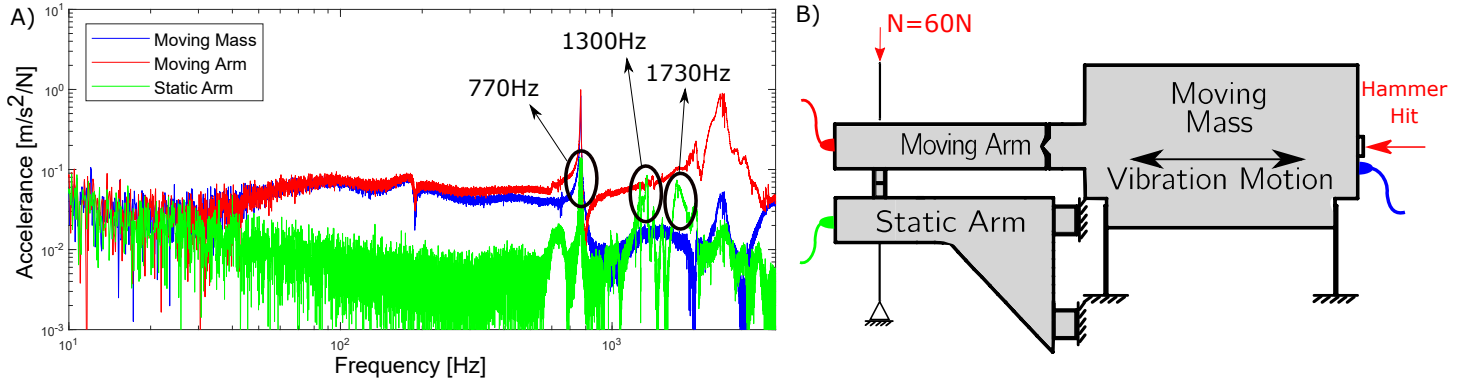 A)
Accelerance [m/s²/N]
10¹
10⁰
10⁻¹
10⁻²
10⁻³
Moving Mass
Moving Arm
Static Arm
770Hz
1300Hz
1730Hz
10¹
10²
10³
Frequency [Hz]
B)
N=60N
Moving Arm
Static Arm
Moving
Mass
Vibration Motion
Hammer
Hit